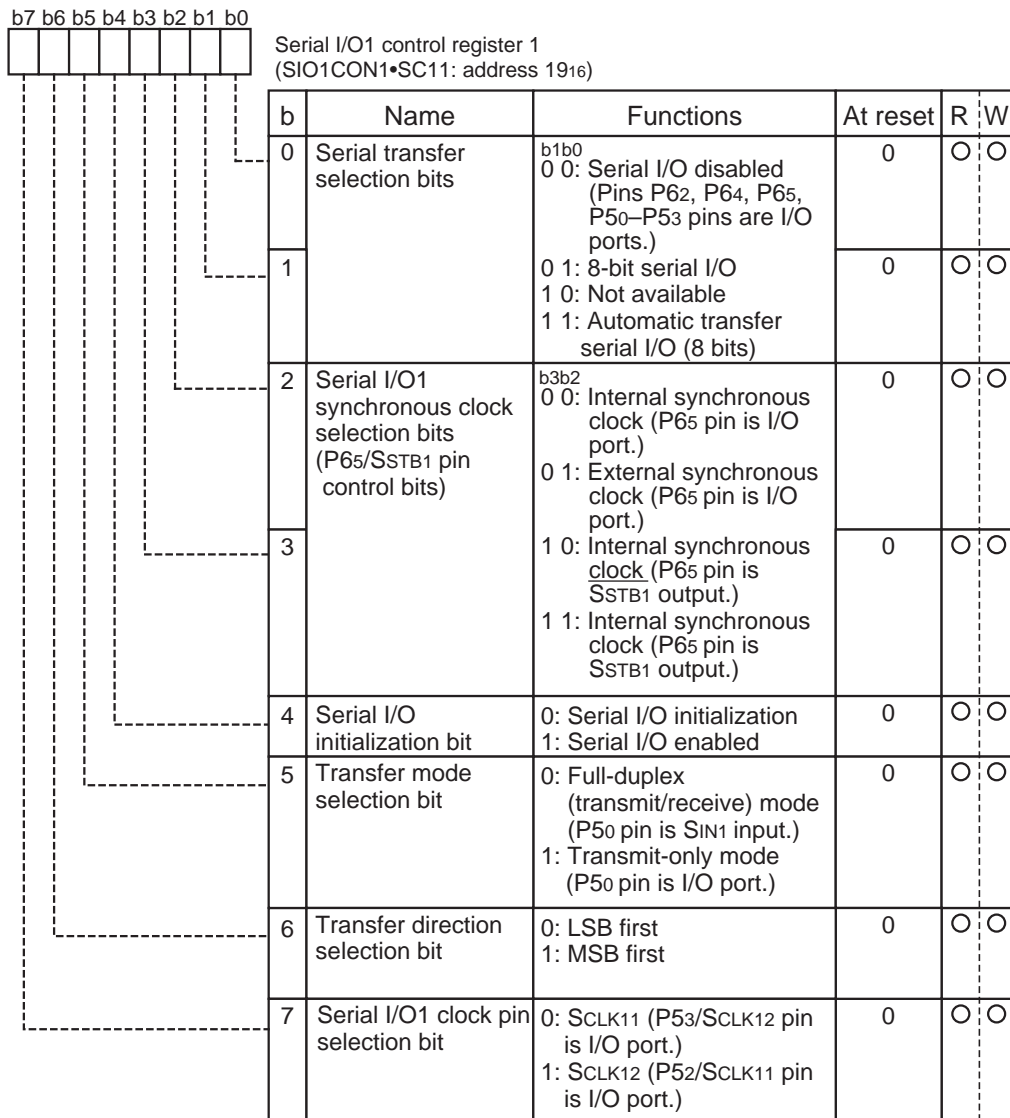 b7 b6 b5 b4 b3 b2 b1 b0
Serial I/O1 control register 1
(SIO1CON1•SC11: address 1916)
b Name Functions At reset R W
0 Serial transfer selection bits
b1b0
0 0: Serial I/O disabled
(Pins P62, P64, P65,
P50–P53 pins are I/O
ports.)
0
1
0 1: 8-bit serial I/O
0
1 0: Not available
1 1: Automatic transfer
serial I/O (8 bits)
2 Serial I/O1
synchronous clock
selection bits
(P65/SSTB1 pin
control bits)
b3b2
0 0: Internal synchronous
clock (P65 pin is I/O
port.)
0 1: External synchronous
clock (P65 pin is I/O
port.)
0
3
1 0: Internal synchronous
clock (P65 pin is
SSTB1 output.)
1 1: Internal synchronous
clock (P65 pin is
SSTB1 output.)
0
4 Serial I/O
initialization bit
0: Serial I/O initialization
1: Serial I/O enabled
0
5 Transfer mode
selection bit
0: Full-duplex
(transmit/receive) mode
(P50 pin is SIN1 input.)
1: Transmit-only mode
(P50 pin is I/O port.)
0
6 Transfer direction
selection bit
0: LSB first
1: MSB first
0
7 Serial I/O1 clock pin
selection bit
0: SCLK11 (P53/SCLK12 pin
is I/O port.)
1: SCLK12 (P52/SCLK11 pin
is I/O port.)
0